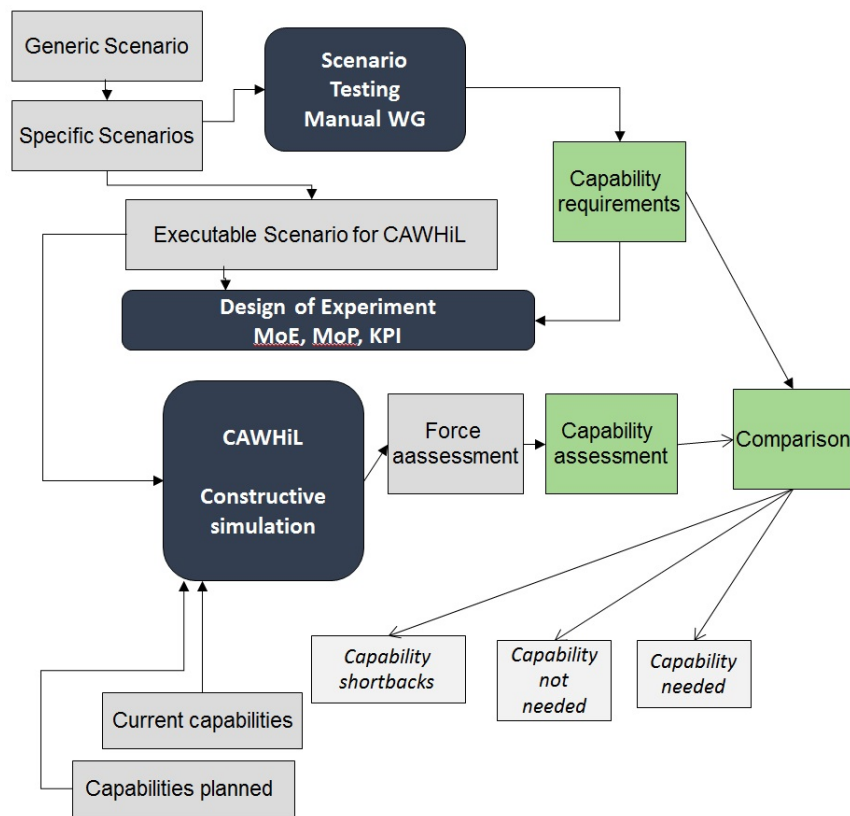 Generic Scenario
Scenario
Testing
Manual WG
Specific Scenarios
Capability
requirements
Executable Scenario for CAWHiL
Design of Experiment
MoE, MoP, KPI
CAWHiL
Constructive
simulation
Force
aassessment
Capability
assessment
Comparison
Capability
shortbacks
Capability
not
needed
Capability
needed
Current capabilities
Capabilities planned